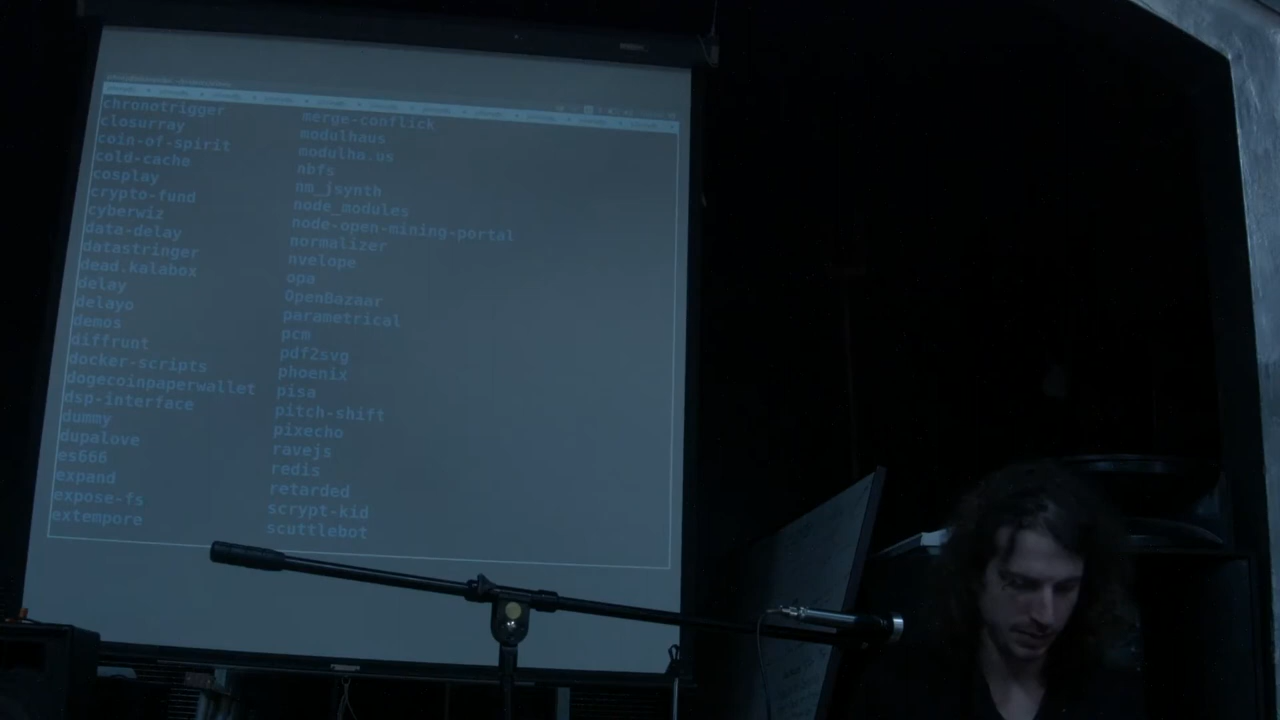 chronotrigger
closurray
coin-of-spirit
cold-cache
cosplay
crypto-fund
cyberwiz
data-delay
datastringer
dead.kalabox
delay
delayo
demos
diffrunt
docker-scripts
dogecoinpaperwallet
dsp-interface
dummy
dupalove
es666
expand
expose-fs
extempore
merge-conflick
modulhaus
modulha.us
nbfs
nm_jsynth
node_modules
node-open-mining-portal
normalizer
nvelope
opa
OpenBazaar
parametrical
pcm
pdf2svg
phoenix
pisa
pitch-shift
pixecho
ravejs
redis
retarded
scrypt-kid
scuttlebot